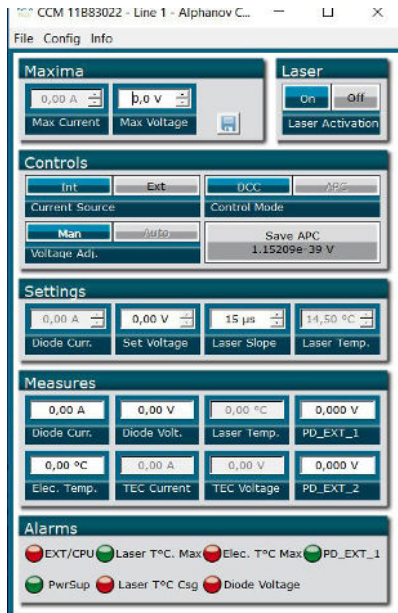 CCM 11B83022 - Line 1 - Alphanov C...
File Config Info
Maxima
Laser
0,00 A
0,0 V
On Off
Max Current Max Voltage
Laser Activation
Controls
Int Ext
DCC APC
Current Source
Control Mode
Man Auto
Save APC
1.15209e-39 V
Voltage Adj.
Settings
0,00 A 0,00 V 15 µs 14,50 °C
Diode Curr. Set Voltage Laser Slope Laser Temp.
Measures
0,00 A 0,00 V 0,00 °C 0,000 V
Diode Curr. Diode Volt. Laser Temp. PD_EXT_1
0,00 °C 0,00 A 0,00 V 0,000 V
Elec. Temp. TEC Current TEC Voltage PD_EXT_2
Alarms
EXT/CPU Laser T°C. Max Elec. T°C Max PD_EXT_1
PwrSup Laser T°C Csg Diode Voltage